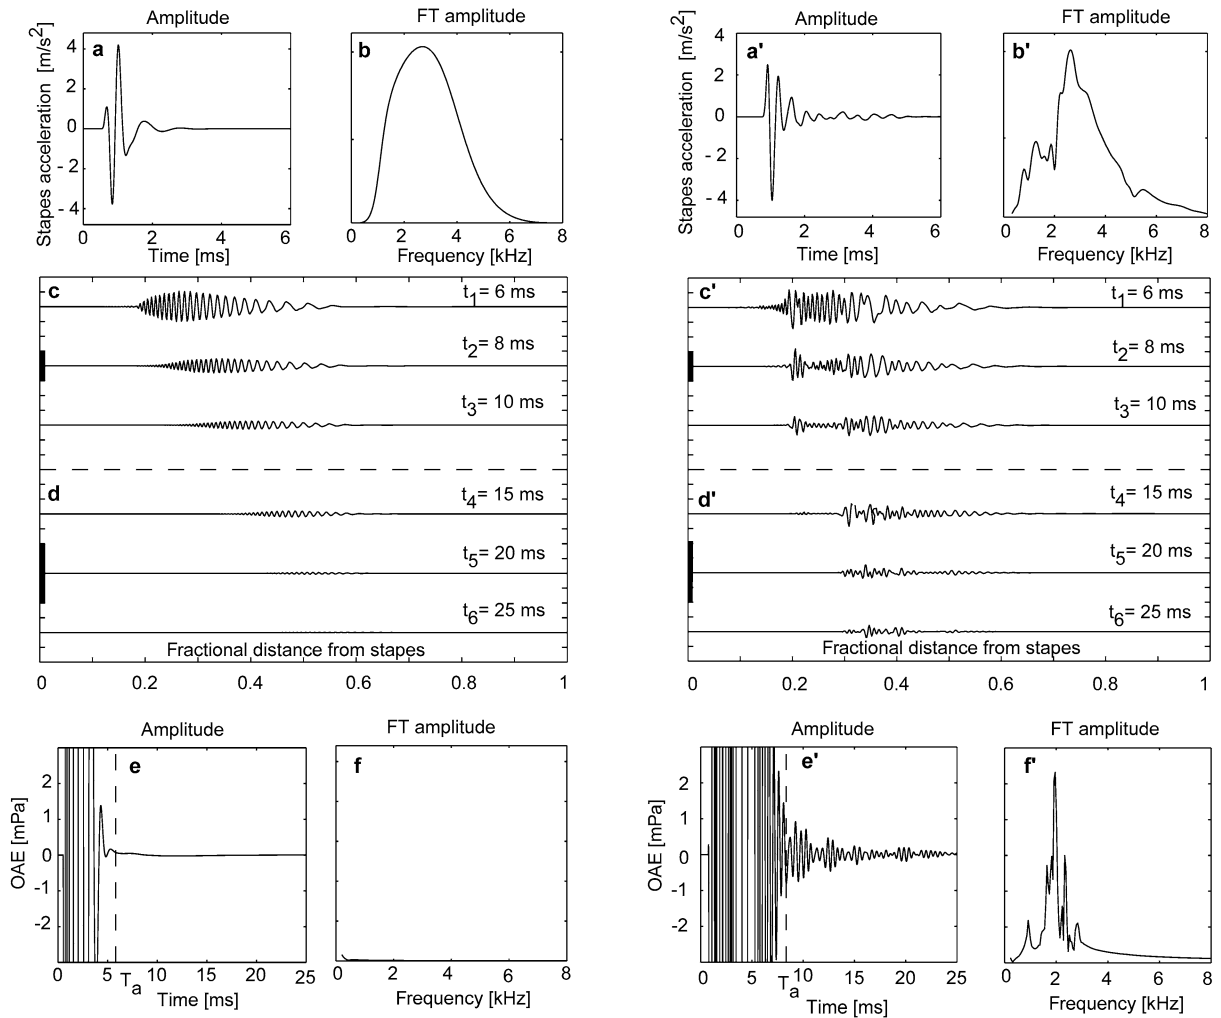 Amplitude
FT amplitude
Amplitude
FT amplitude
Stapes acceleration [m/s²]
4
2
0
- 2
- 4
a
0 2 4 6
Time [ms]
b
0 2 4 6 8
Frequency [kHz]
Stapes acceleration [m/s²]
4
2
0
- 2
- 4
a'
0 2 4 6
Time [ms]
b'
0 2 4 6 8
Frequency [kHz]
c
t1= 6 ms
t2= 8 ms
t3= 10 ms
d
t4= 15 ms
t5= 20 ms
t6= 25 ms
Fractional distance from stapes
0 0.2 0.4 0.6 0.8 1
c'
t1= 6 ms
t2= 8 ms
t3= 10 ms
d'
t4= 15 ms
t5= 20 ms
t6= 25 ms
Fractional distance from stapes
0 0.2 0.4 0.6 0.8 1
Amplitude
FT amplitude
Amplitude
FT amplitude
OAE [mPa]
2
1
0
-1
-2
e
0 5 Ta 10 15 20 25
Time [ms]
f
0 2 4 6 8
Frequency [kHz]
OAE [mPa]
2
1
0
-1
-2
e'
0 5 Ta 10 15 20 25
Time [ms]
f'
0 2 4 6 8
Frequency [kHz]